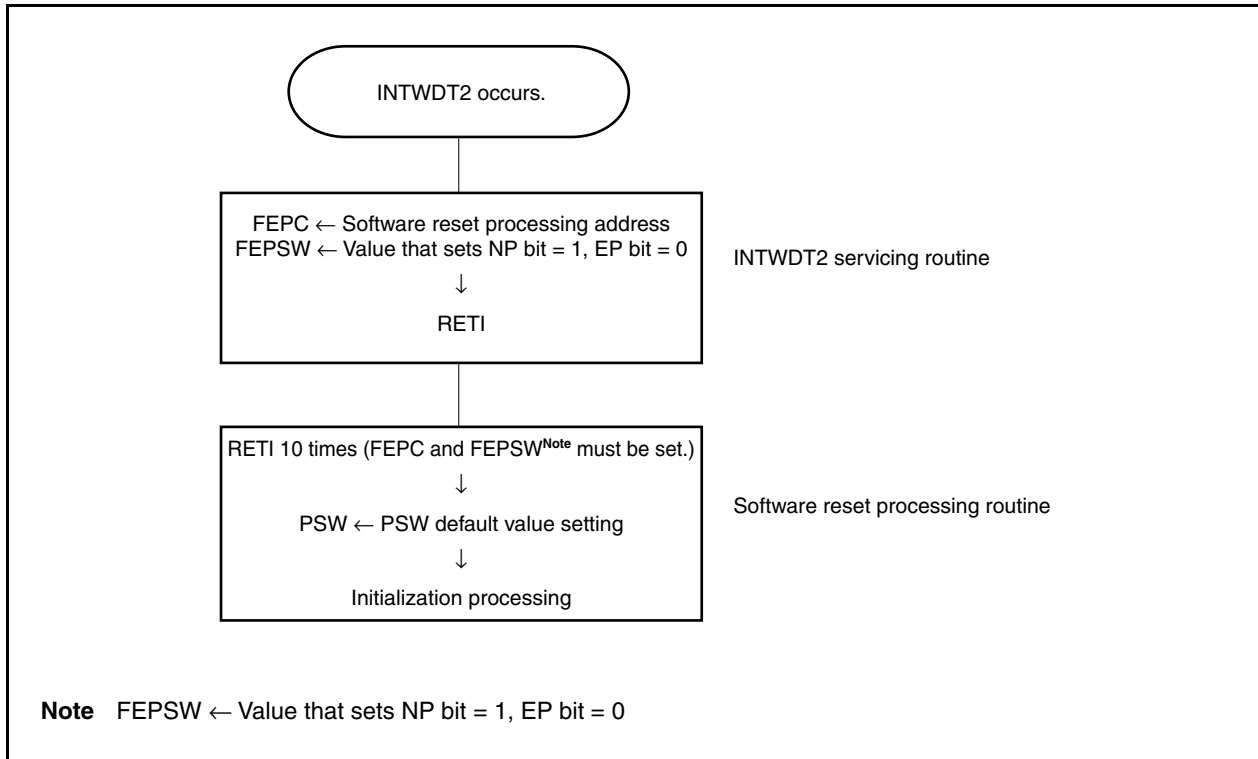 INTWDT2 occurs.
FEPC ← Software reset processing address
FEPSW ← Value that sets NP bit = 1, EP bit = 0
↓
RETI
INTWDT2 servicing routine
RETI 10 times (FEPC and FEPSWNote must be set.)
↓
PSW ← PSW default value setting
↓
Initialization processing
Software reset processing routine
Note FEPSW ← Value that sets NP bit = 1, EP bit = 0